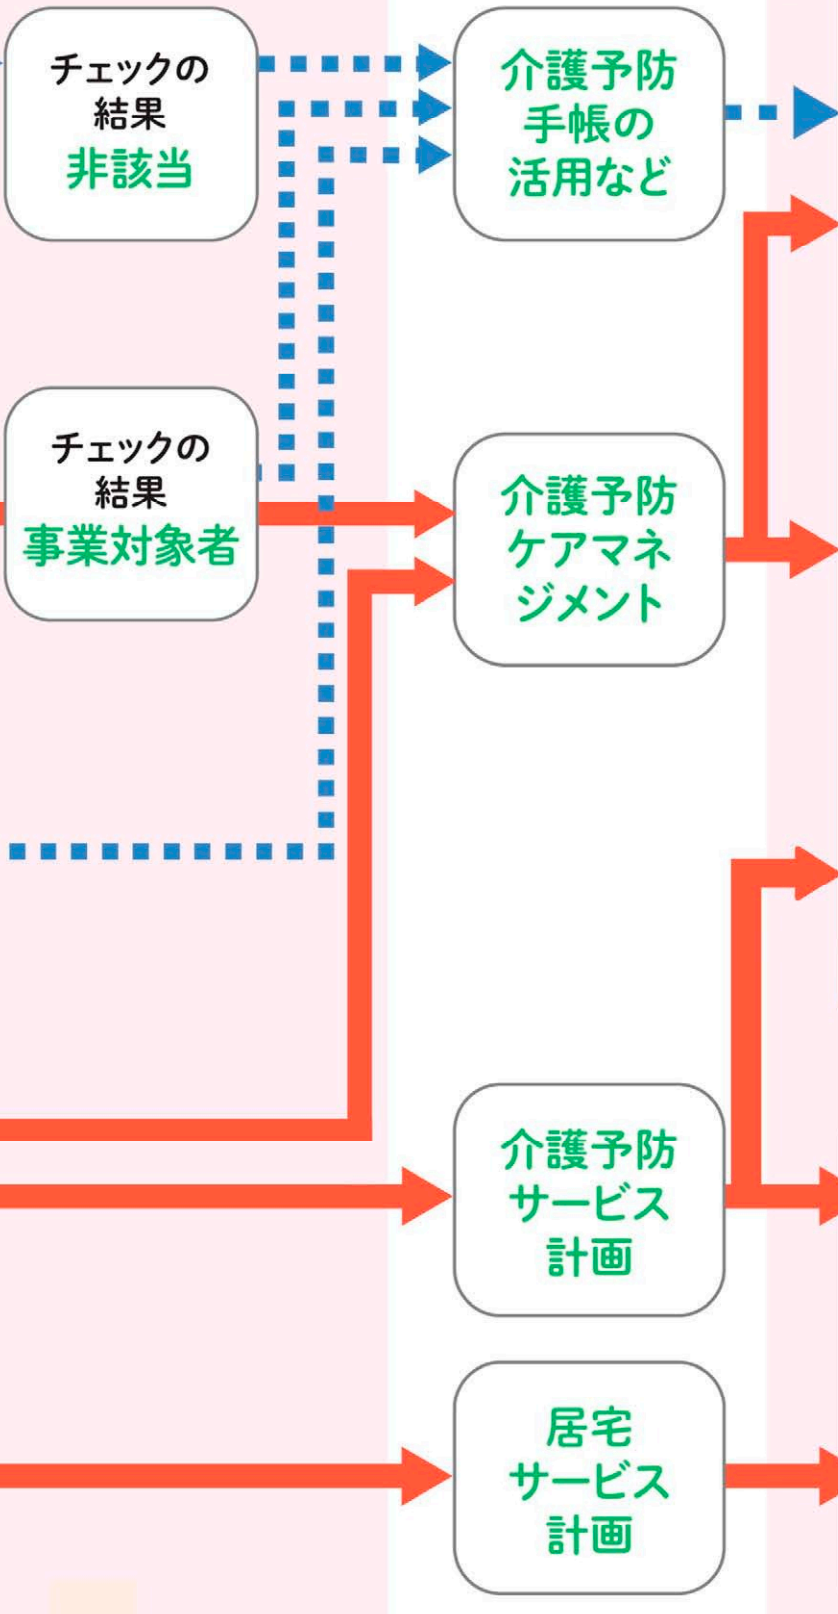 チェックの
結果
非該当
介護予防
手帳の
活用など
チェックの
結果
事業対象者
介護予防
ケアマネ
ジメント
介護予防
サービス
計画
居宅
サービス
計画